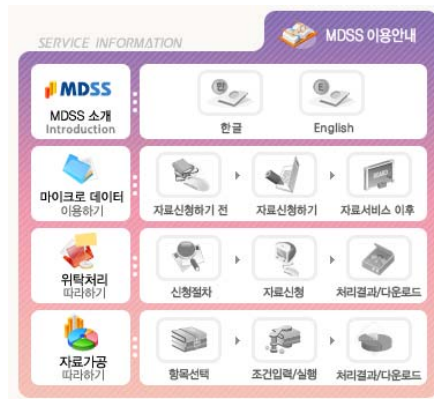 SERVICE INFORMATION
MDSS 이용안내
MDSS
MDSS 소개
Introduction
한글
English
마이크로 데이터
이용하기
자료신청하기 전
자료신청하기
자료서비스 이후
위탁처리
따라하기
신청절차
자료신청
처리결과/다운로드
자료가공
따라하기
항목선택
조건입력/실행
처리결과/다운로드